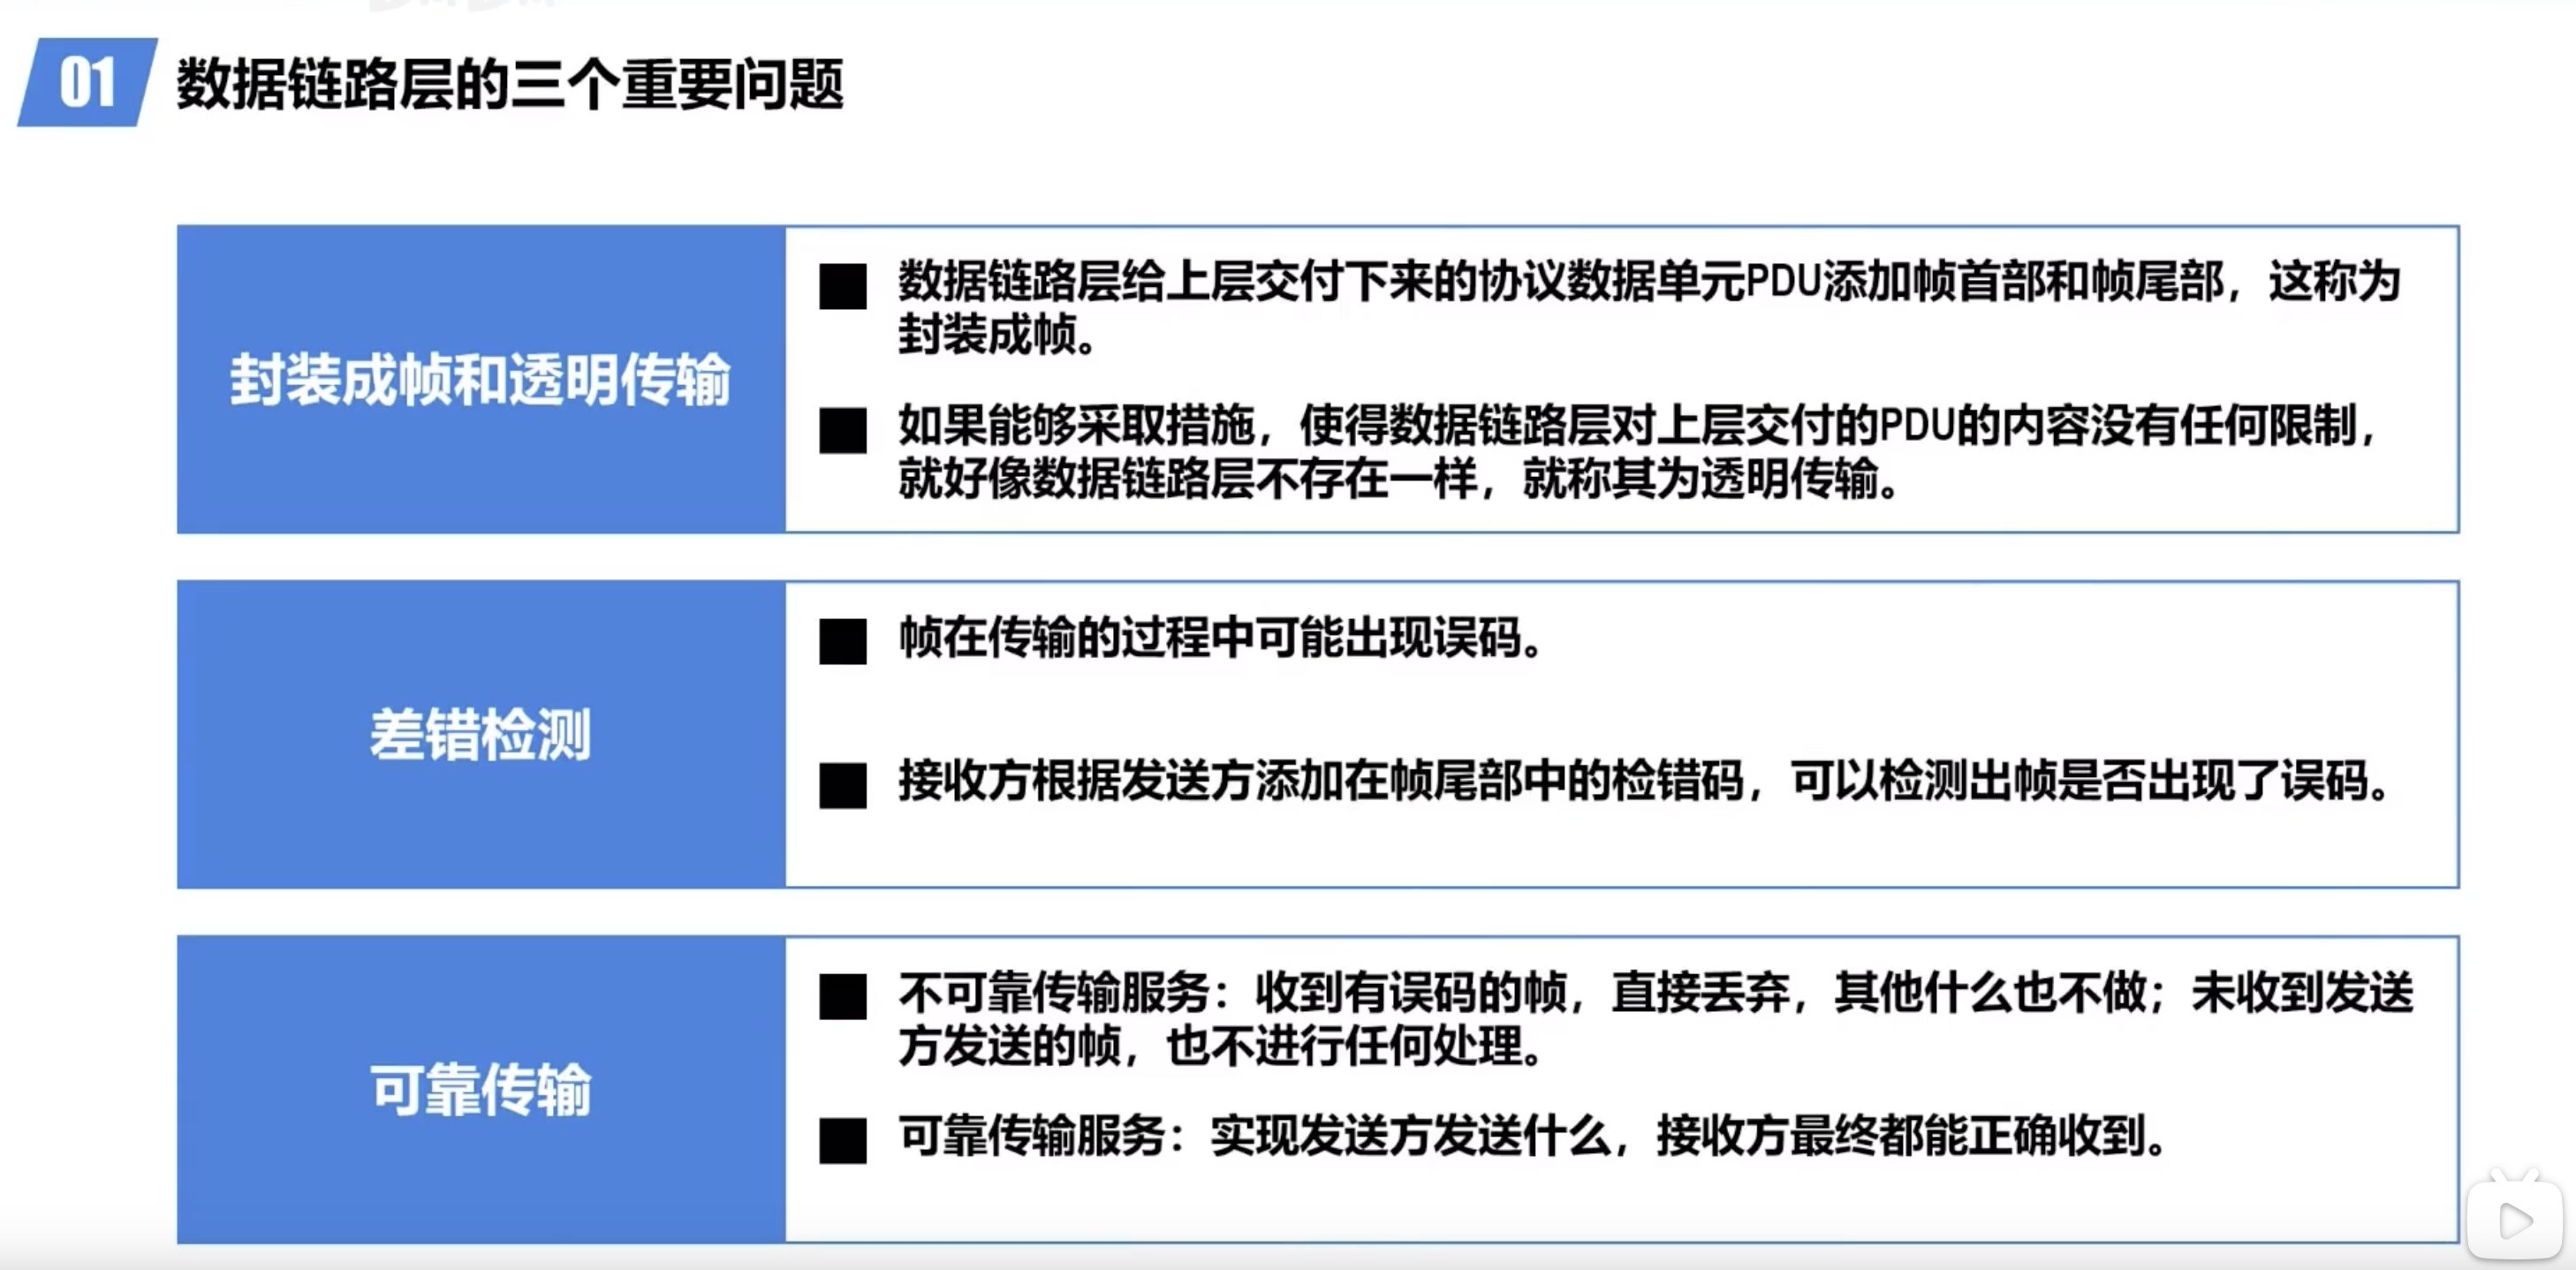 01 数据链路层的三个重要问题
封装成帧和透明传输
数据链路层给上层交付下来的协议数据单元PDU添加帧首部和帧尾部，这称为
封装成帧。
如果能够采取措施，使得数据链路层对上层交付的PDU的内容没有任何限制，
就好像数据链路层不存在一样，就称其为透明传输。
差错检测
帧在传输的过程中可能出现误码。
接收方根据发送方添加在帧尾部中的检错码，可以检测出帧是否出现了误码。
可靠传输
不可靠传输服务：收到有误码的帧，直接丢弃，其他什么也不做；未收到发送
方发送的帧，也不进行任何处理。
可靠传输服务：实现发送方发送什么，接收方最终都能正确收到。